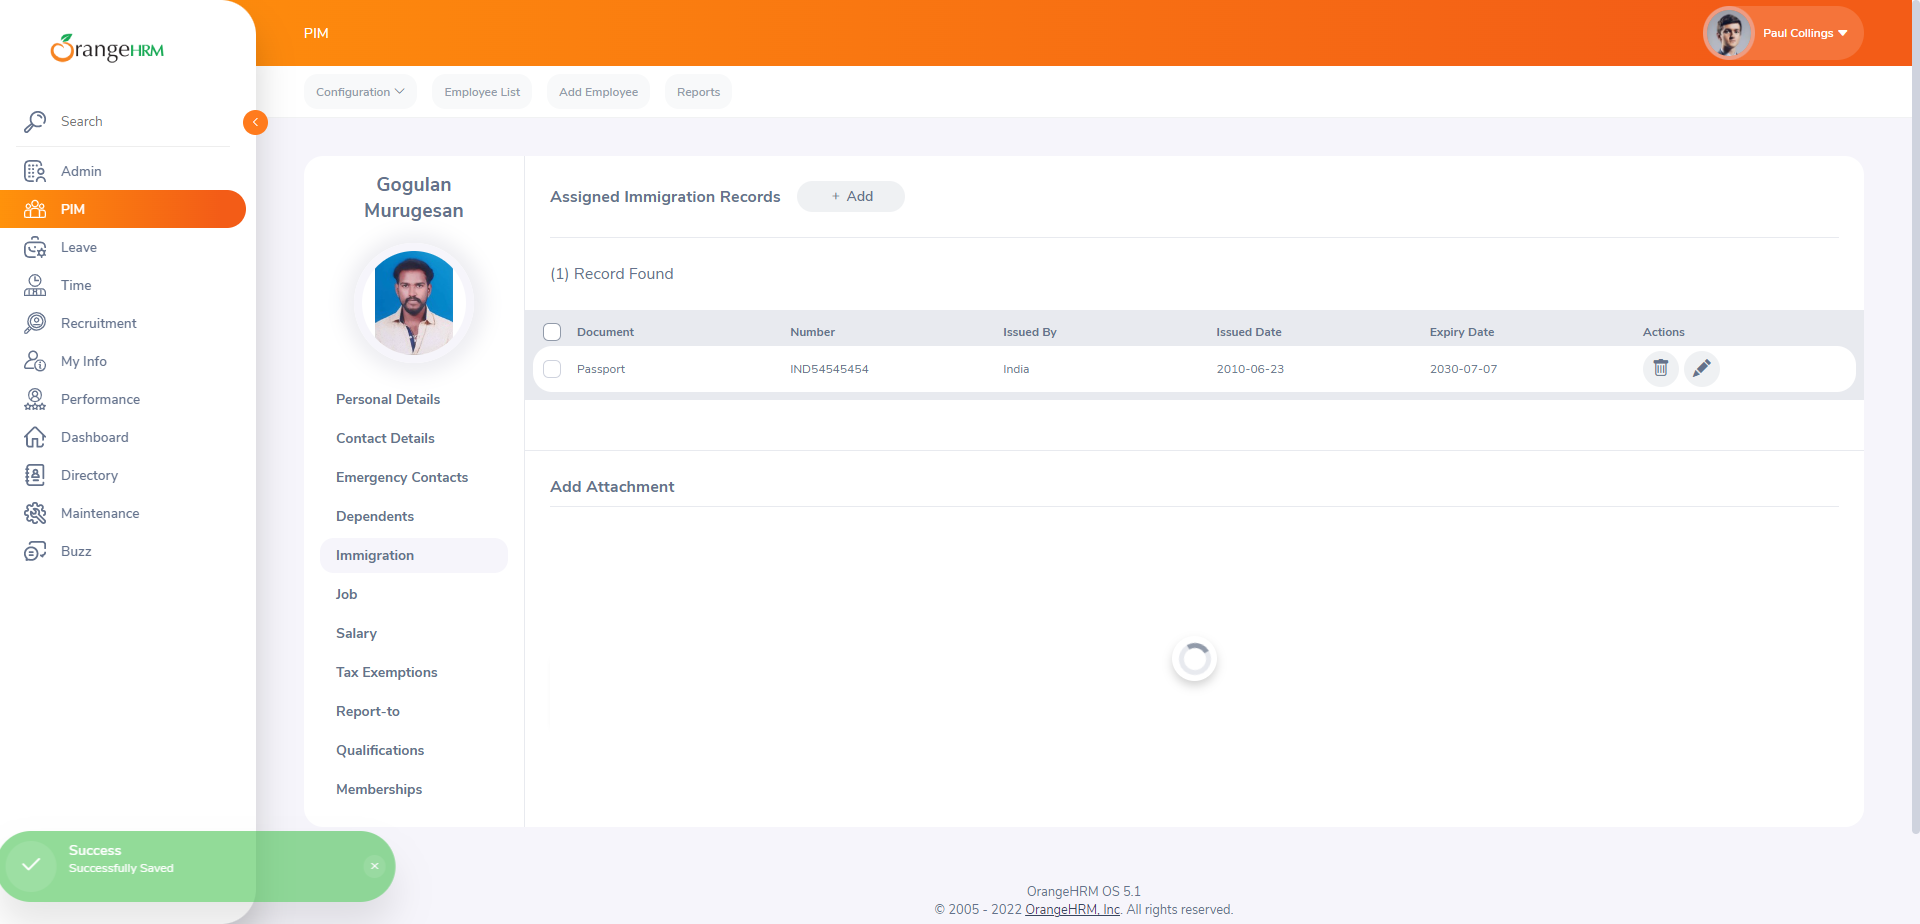 OrangeHRM
PIM
Paul Collings
Configuration
Employee List
Add Employee
Reports
Search
Admin
PIM
Leave
Time
Recruitment
My Info
Performance
Dashboard
Directory
Maintenance
Buzz
Gogulan
Murugesan
Personal Details
Contact Details
Emergency Contacts
Dependents
Immigration
Job
Salary
Tax Exemptions
Report-to
Qualifications
Memberships
Assigned Immigration Records
+ Add
(1) Record Found
Document Number Issued By Issued Date Expiry Date Actions
Passport IND54545454 India 2010-06-23 2030-07-07
Add Attachment
Success
Successfully Saved
×
OrangeHRM OS 5.1
© 2005 - 2022 OrangeHRM, Inc. All rights reserved.